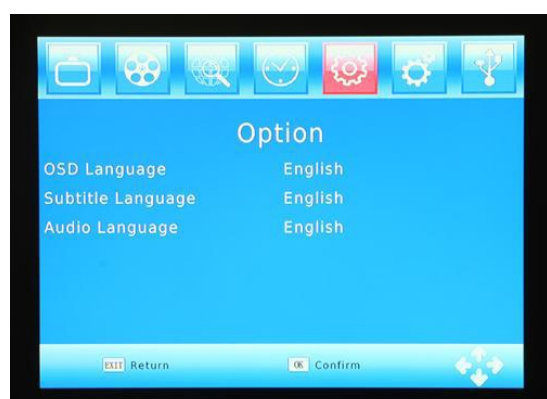 Option
OSD Language English
Subtitle Language English
Audio Language English
EXIT Return OK Confirm